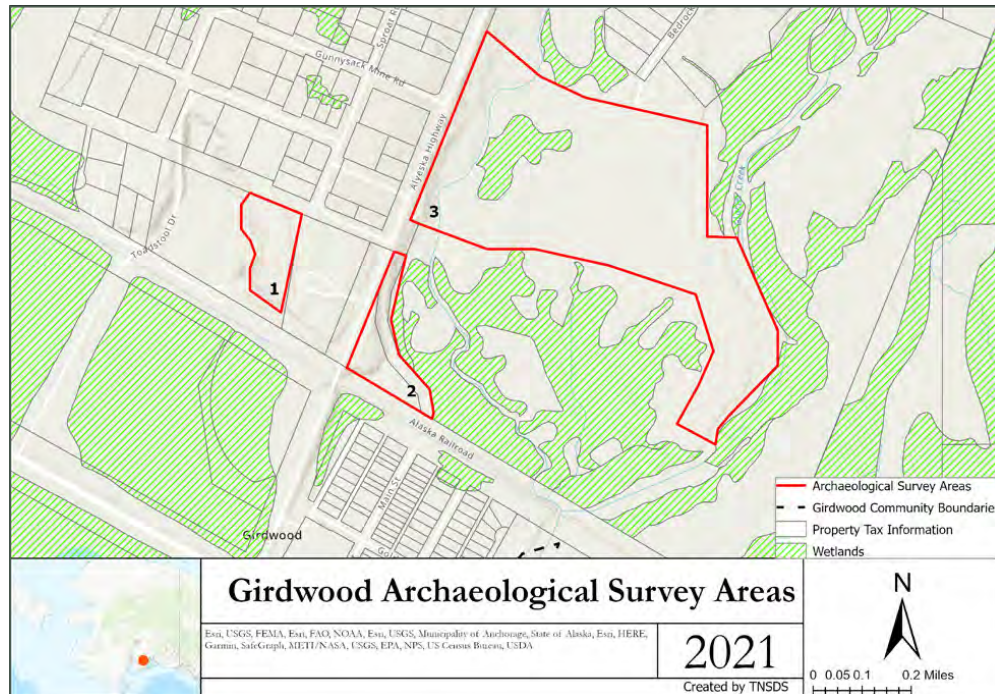 Sproat R
Gunnysack Mine Rd
Bedrock
Alyeska Highway
Toadstool Dr
Creek
3
1
2
Alaska Railroad
Main St
Girdwood
Archaeological Survey Areas
Girdwood Community Boundarie
Property Tax Information
Wetlands
Girdwood Archaeological Survey Areas
Esri, USGS, FEMA, Esri, FAO, NOAA, Esri, USGS, Municipality of Anchorage, State of Alaska, Esri, HERE,
Garmin, SafeGraph, METI/NASA, USGS, EPA, NPS, US Census Bureau, USDA
2021
Created by TNSDS
N
0 0.05 0.1 0.2 Miles